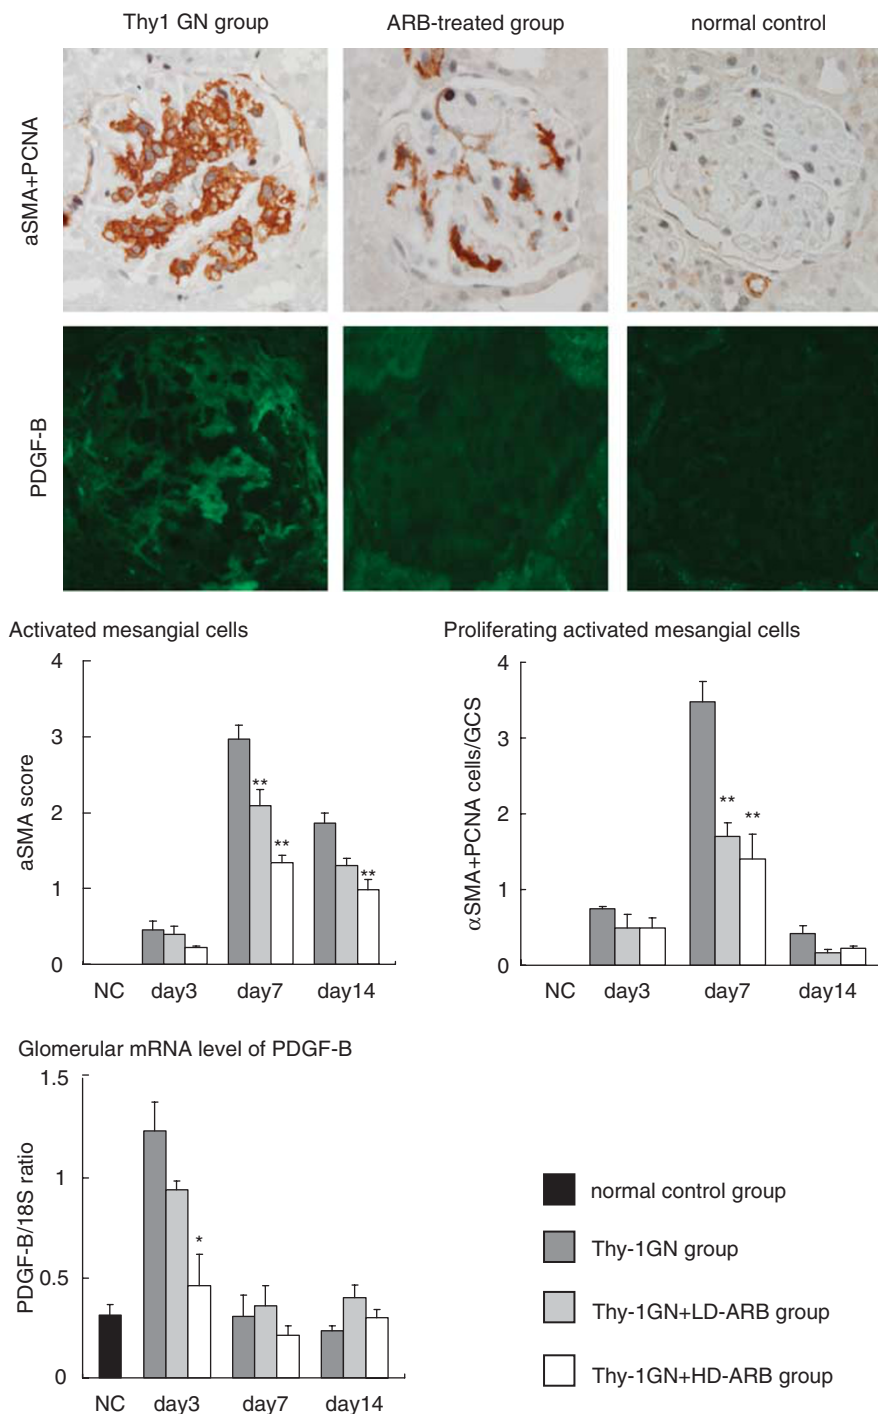 Thy1 GN group
ARB-treated group
normal control
aSMA+PCNA
PDGF-B
Activated mesangial cells
aSMA score
4
3
2
1
0
**
**
**
NC
day3
day7
day14
Proliferating activated mesangial cells
αSMA+PCNA cells/GCS
4
3
2
1
0
**
**
NC
day3
day7
day14
Glomerular mRNA level of PDGF-B
PDGF-B/18S ratio
1.5
1
0.5
0
*
NC
day3
day7
day14
normal control group
Thy-1GN group
Thy-1GN+LD-ARB group
Thy-1GN+HD-ARB group